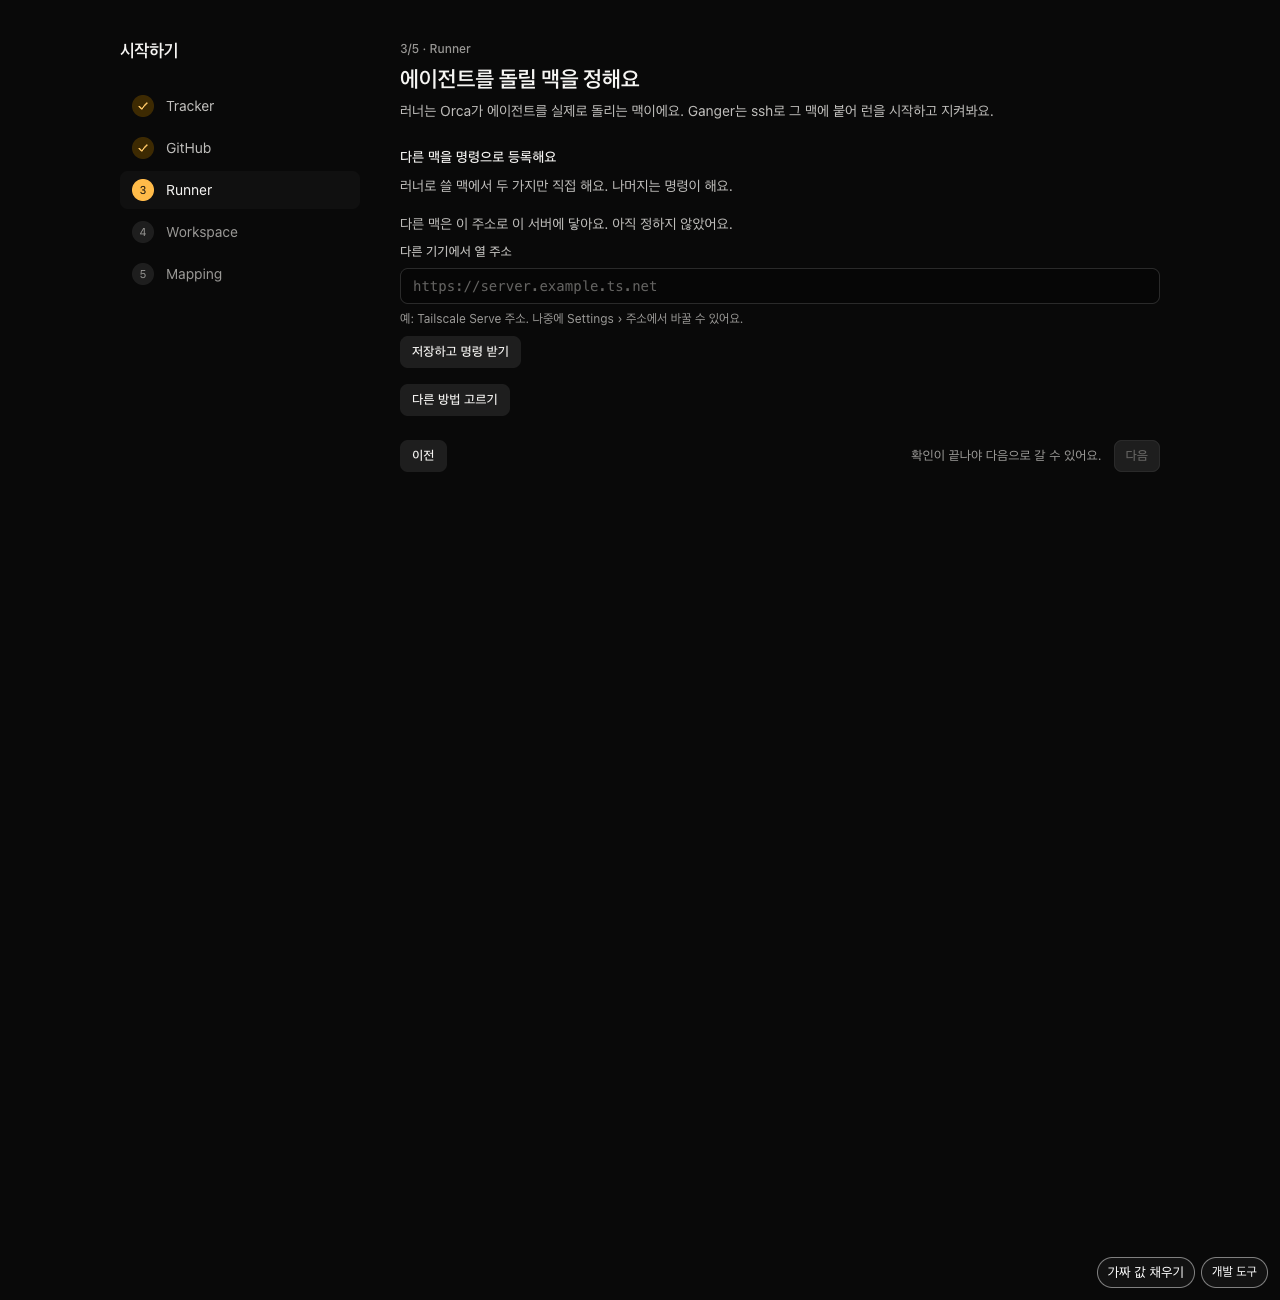 시작하기
Tracker
GitHub
3 Runner
4 Workspace
5 Mapping
3/5 · Runner
에이전트를 돌릴 맥을 정해요
러너는 Orca가 에이전트를 실제로 돌리는 맥이에요. Ganger는 ssh로 그 맥에 붙어 런을 시작하고 지켜봐요.
다른 맥을 명령으로 등록해요
러너로 쓸 맥에서 두 가지만 직접 해요. 나머지는 명령이 해요.
다른 맥은 이 주소로 이 서버에 닿아요. 아직 정하지 않았어요.
다른 기기에서 열 주소
https://server.example.ts.net
예: Tailscale Serve 주소. 나중에 Settings › 주소에서 바꿀 수 있어요.
저장하고 명령 받기
다른 방법 고르기
이전
확인이 끝나야 다음으로 갈 수 있어요.
다음
가짜 값 채우기
개발 도구